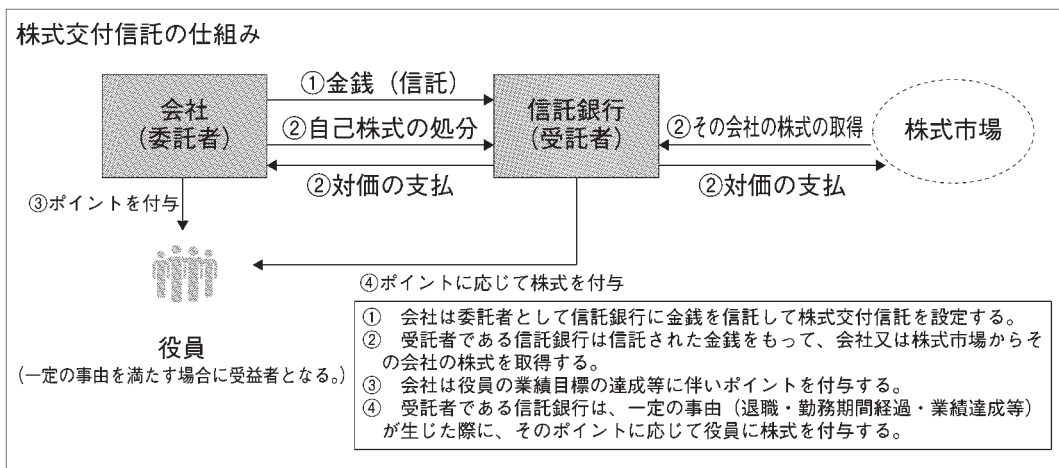 株式交付信託の仕組み
会社
（委託者）
①金銭（信託）
②自己株式の処分
②対価の支払
信託銀行
（受託者）
②その会社の株式の取得
②対価の支払
株式市場
③ポイントを付与
④ポイントに応じて株式を付与
役員
（一定の事由を満たす場合に受益者となる。）
①　会社は委託者として信託銀行に金銭を信託して株式交付信託を設定する。
②　受託者である信託銀行は信託された金銭をもって、会社又は株式市場からそ
の会社の株式を取得する。
③　会社は役員の業績目標の達成等に伴いポイントを付与する。
④　受託者である信託銀行は、一定の事由（退職・勤務期間経過・業績達成等）
が生じた際に、そのポイントに応じて役員に株式を付与する。